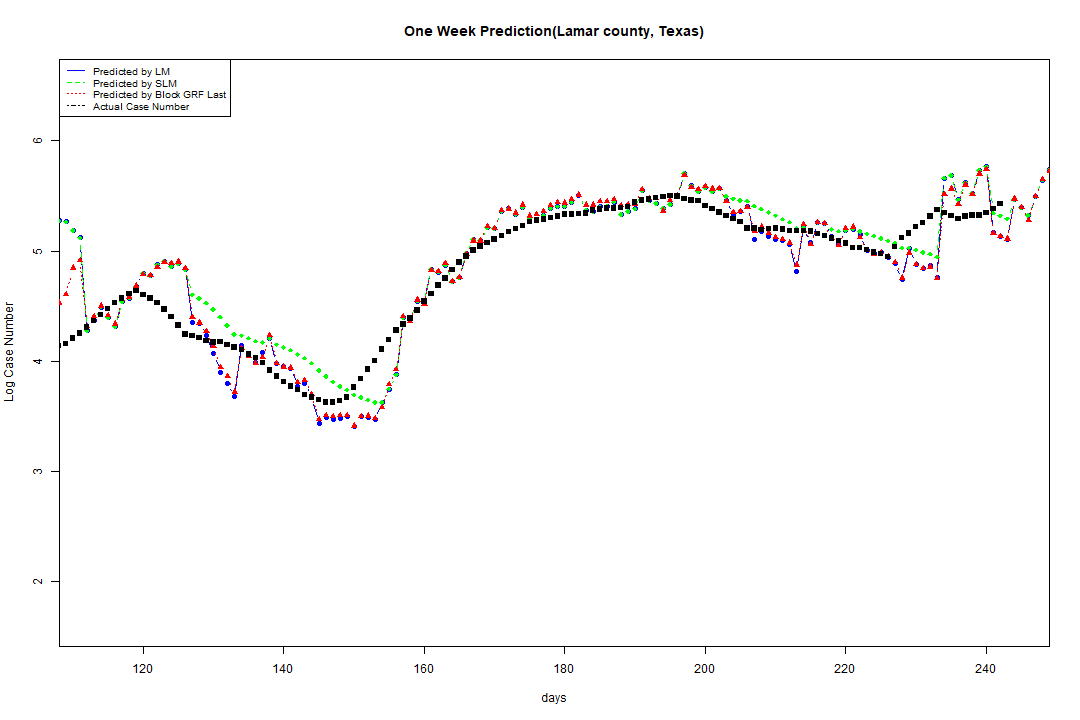 One Week Prediction(Lamar county, Texas)
Predicted by LM
Predicted by SLM
Predicted by Block GRF Last
Actual Case Number
6
5
4
3
2
Log Case Number
120 140 160 180 200 220 240
days